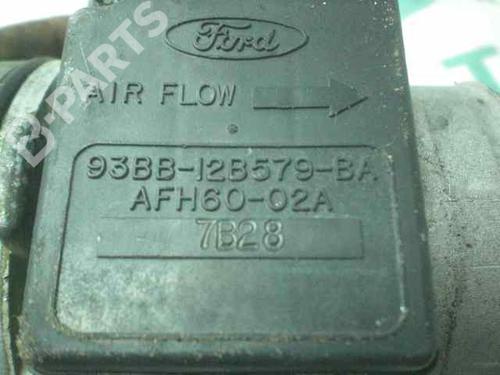 Ford
AIR FLOW
93BB-12B579-BA
AFH60-02A
7B28
B-PARTS